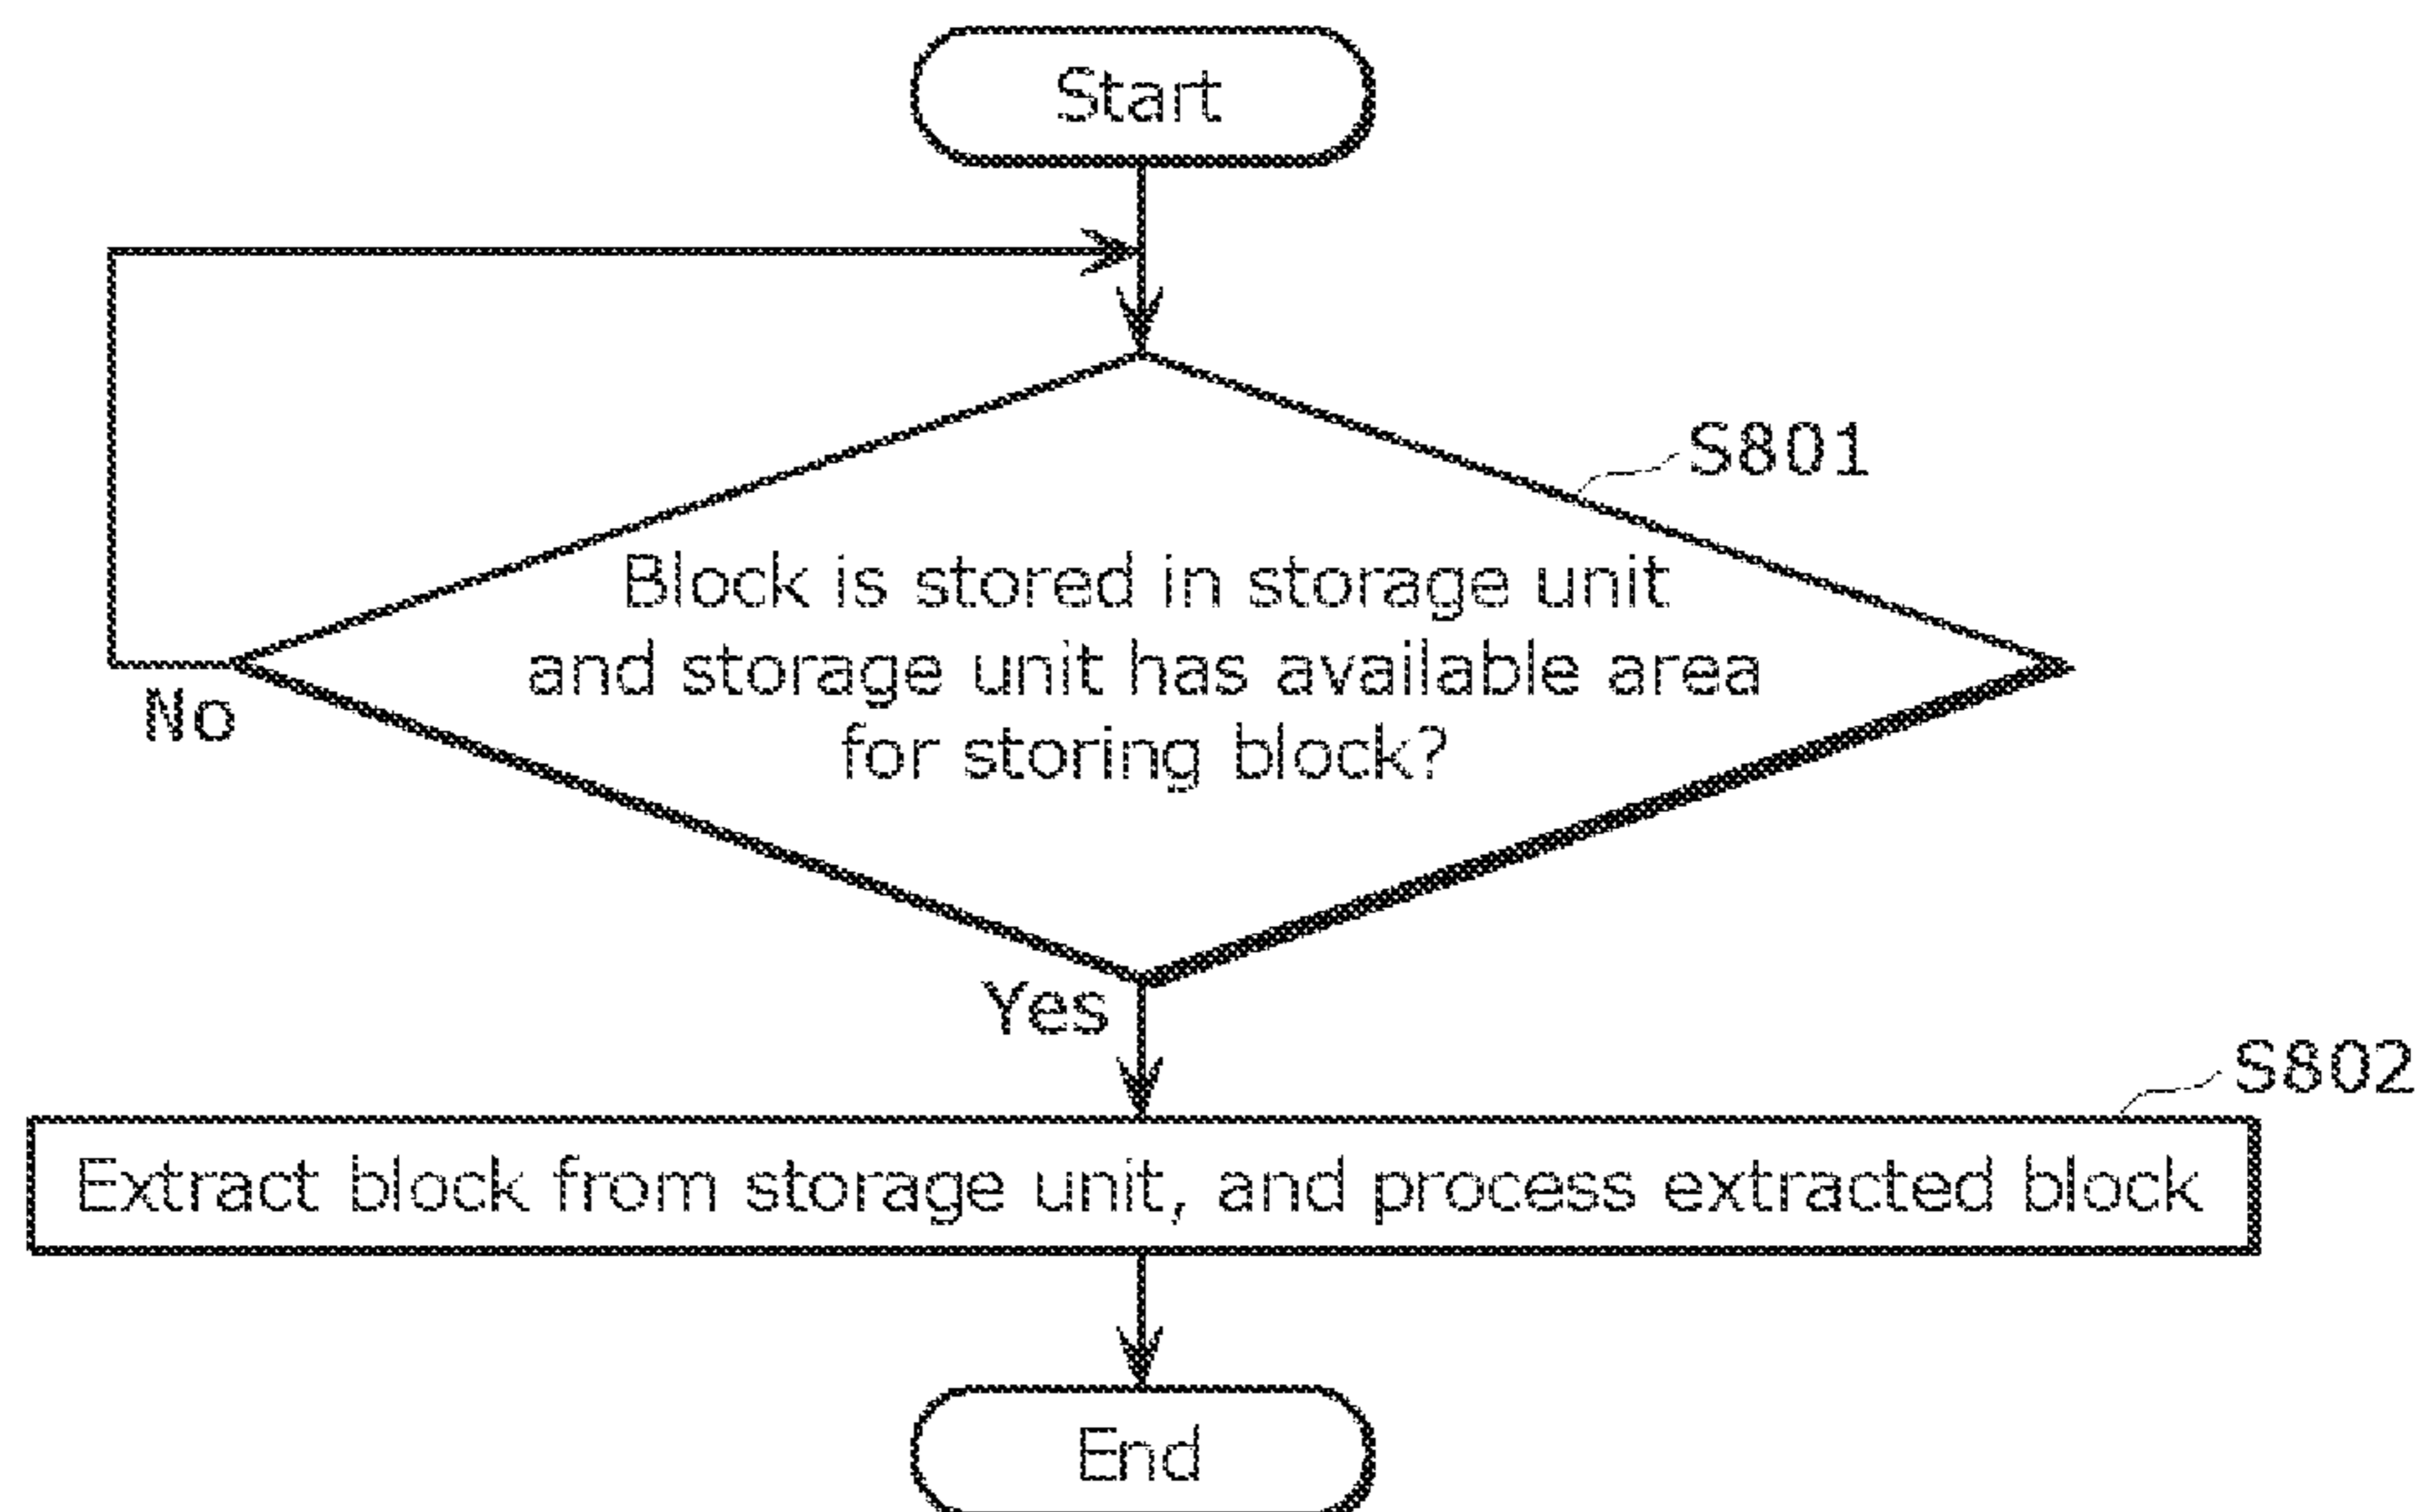 Start
S801
Block is stored in storage unit
and storage unit has available area
for storing block?
No
Yes
S802
Extract block from storage unit, and process extracted block
End